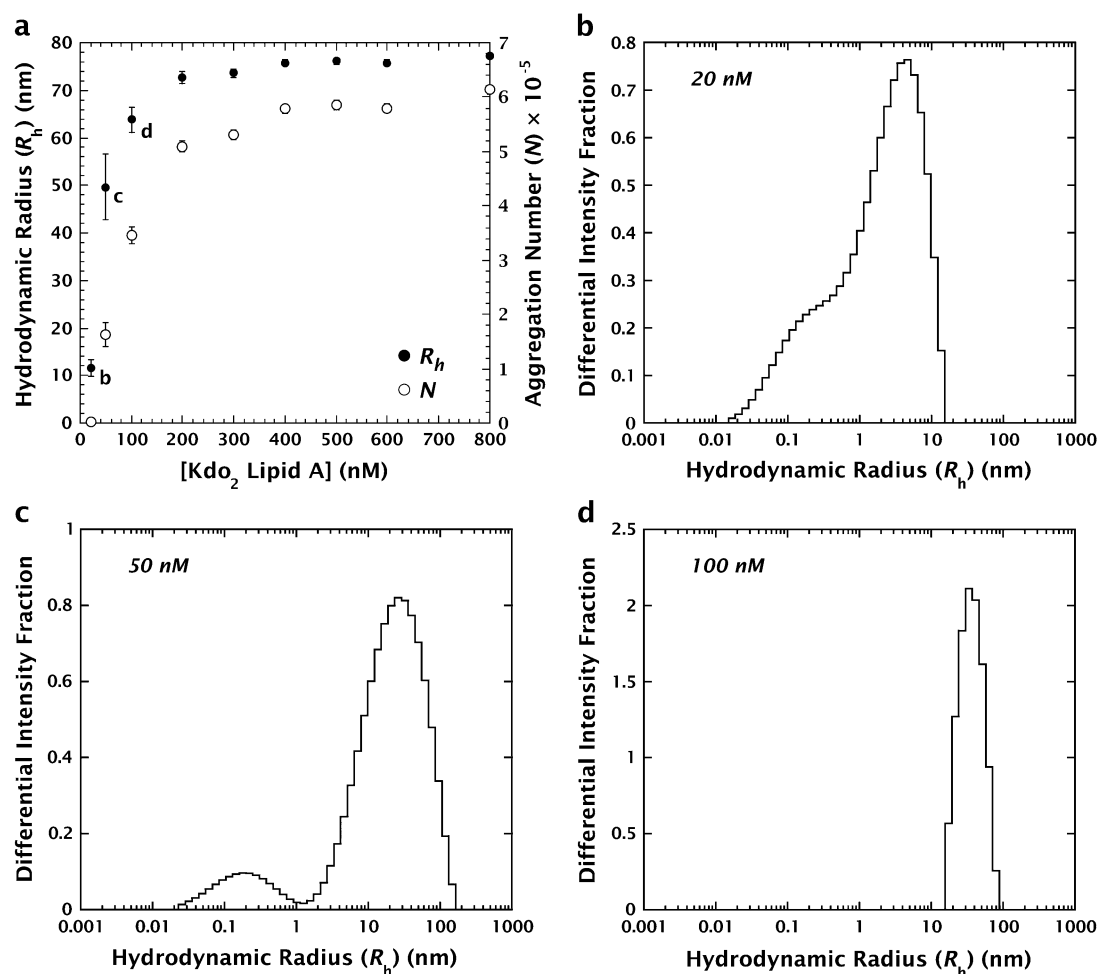 a
Hydrodynamic Radius (Rh) (nm)
80
70
60
50
40
30
20
10
0
0 100 200 300 400 500 600 700 800
[Kdo2 Lipid A] (nM)
7
6
5
4
3
2
1
0
Aggregation Number (N) × 10-5
b
c
d
Rh
N
b
Differential Intensity Fraction
0.8
0.7
0.6
0.5
0.4
0.3
0.2
0.1
0
20 nM
0.001 0.01 0.1 1 10 100 1000
Hydrodynamic Radius (Rh) (nm)
c
Differential Intensity Fraction
1
0.8
0.6
0.4
0.2
0
50 nM
0.001 0.01 0.1 1 10 100 1000
Hydrodynamic Radius (Rh) (nm)
d
Differential Intensity Fraction
2.5
2
1.5
1
0.5
0
100 nM
0.001 0.01 0.1 1 10 100 1000
Hydrodynamic Radius (Rh) (nm)